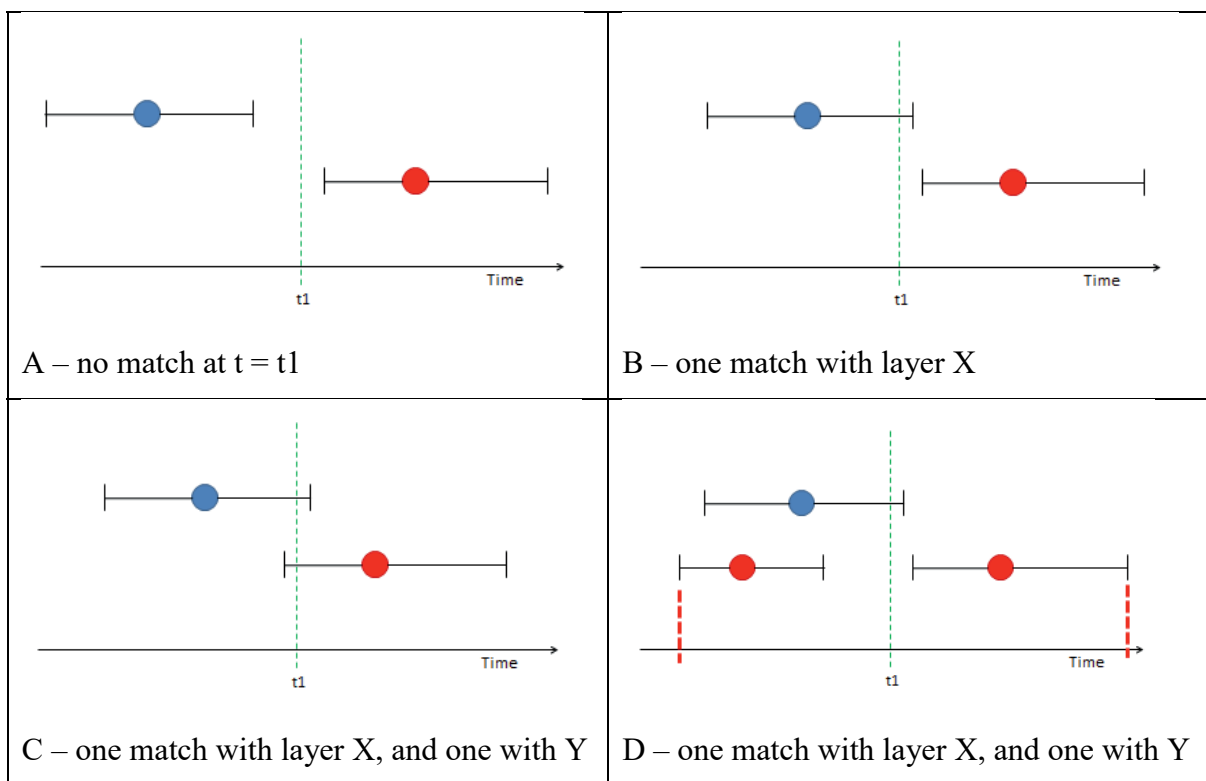 Time
t1
A – no match at t = t1
Time
t1
B – one match with layer X
Time
t1
C – one match with layer X, and one with Y
Time
t1
D – one match with layer X, and one with Y